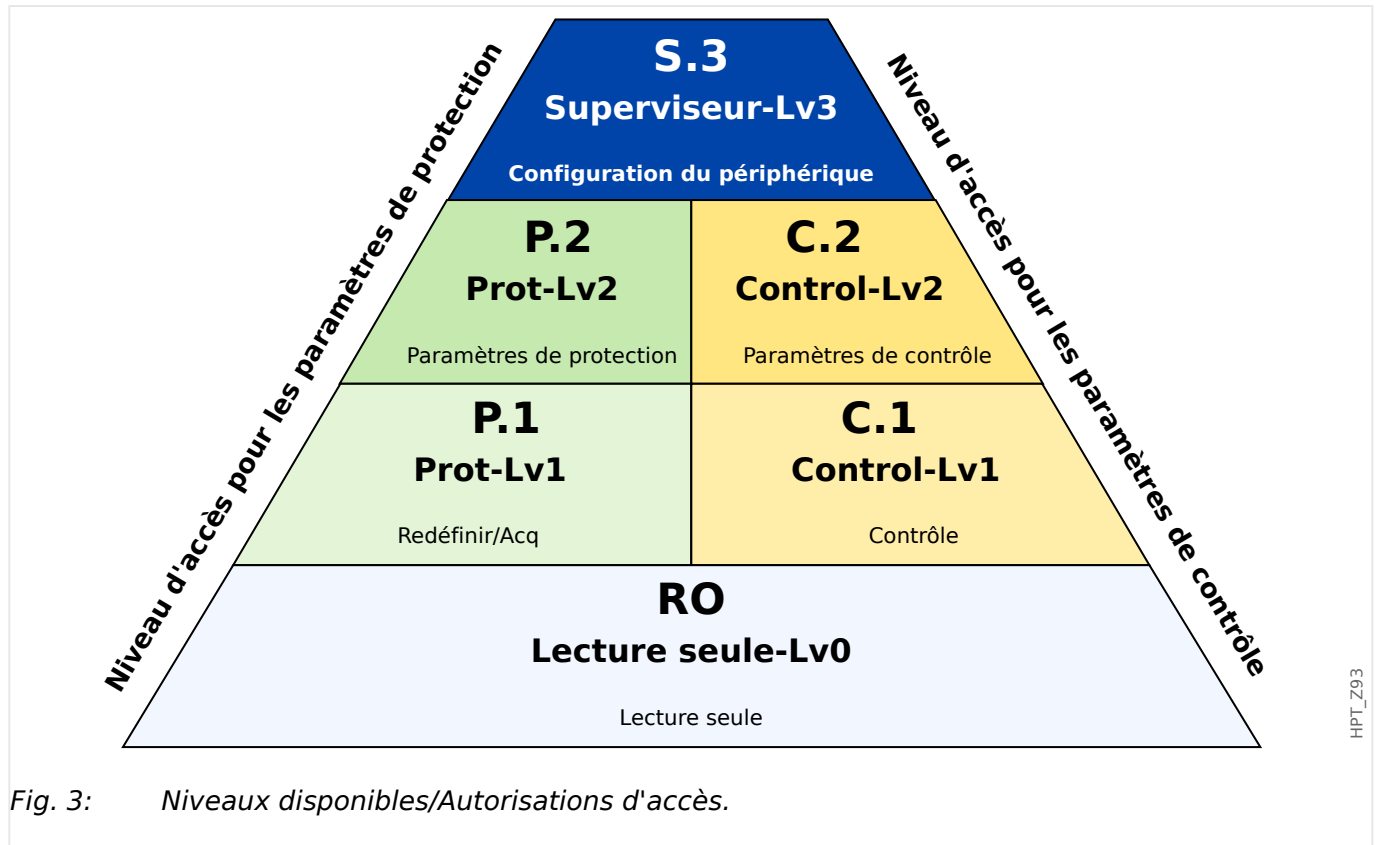 S.3
Superviseur-Lv3
Configuration du périphérique
Niveau d'accès pour les paramètres de protection
Niveau d'accès pour les paramètres de contrôle
P.2
Prot-Lv2
Paramètres de protection
C.2
Control-Lv2
Paramètres de contrôle
P.1
Prot-Lv1
Redéfinir/Acq
C.1
Control-Lv1
Contrôle
RO
Lecture seule-Lv0
Lecture seule
HPT_Z93
Fig. 3: Niveaux disponibles/Autorisations d'accès.